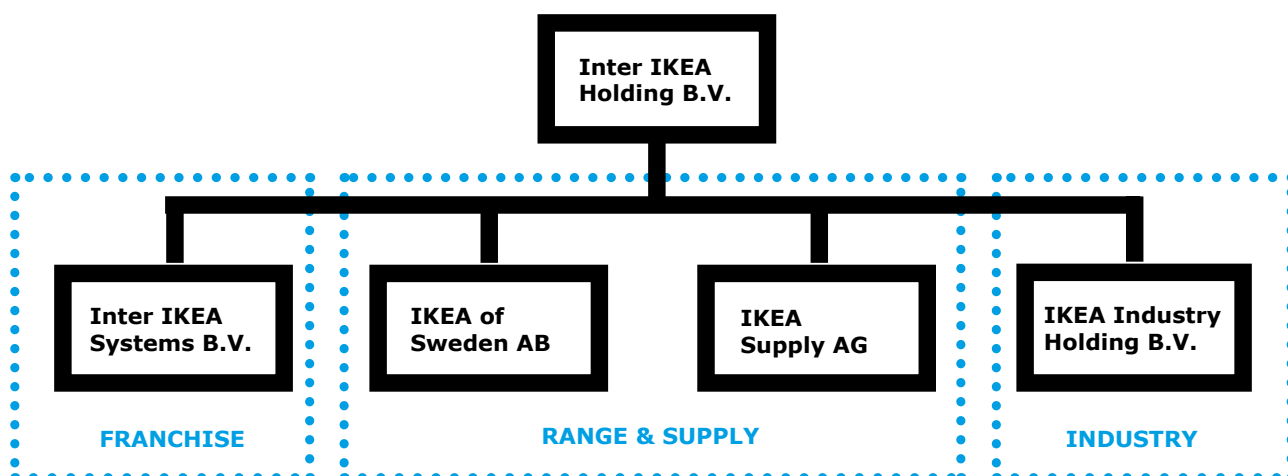 Inter IKEA
Holding B.V.
Inter IKEA
Systems B.V.
IKEA of
Sweden AB
IKEA
Supply AG
IKEA Industry
Holding B.V.
FRANCHISE
RANGE & SUPPLY
INDUSTRY